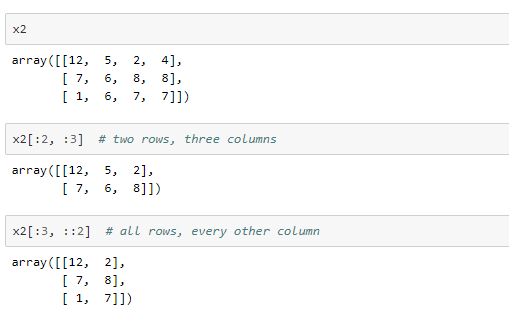 x2
array([[12,  5,  2,  4],
       [ 7,  6,  8,  8],
       [ 1,  6,  7,  7]])
x2[:2, :3]  # two rows, three columns
array([[12,  5,  2],
       [ 7,  6,  8]])
x2[:3, ::2]  # all rows, every other column
array([[12,  2],
       [ 7,  8],
       [ 1,  7]])